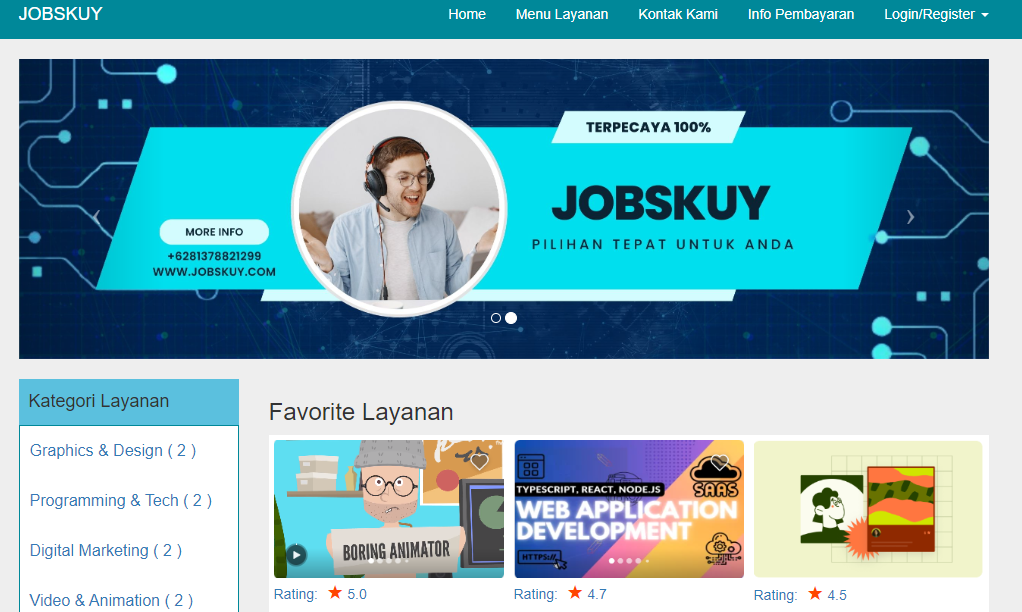 JOBSKUY
Home
Menu Layanan
Kontak Kami
Info Pembayaran
Login/Register
TERPECAYA 100%
JOBSKUY
PILIHAN TEPAT UNTUK ANDA
MORE INFO
+6281378821299
WWW.JOBSKUY.COM
Kategori Layanan
Graphics & Design ( 2 )
Programming & Tech ( 2 )
Digital Marketing ( 2 )
Video & Animation ( 2 )
Favorite Layanan
BORING ANIMATOR
Rating: ★ 5.0
TYPESCRIPT, REACT, NODE.JS
SAAS
WEB APPLICATION
DEVELOPMENT
HTTPS://
Rating: ★ 4.7
Rating: ★ 4.5